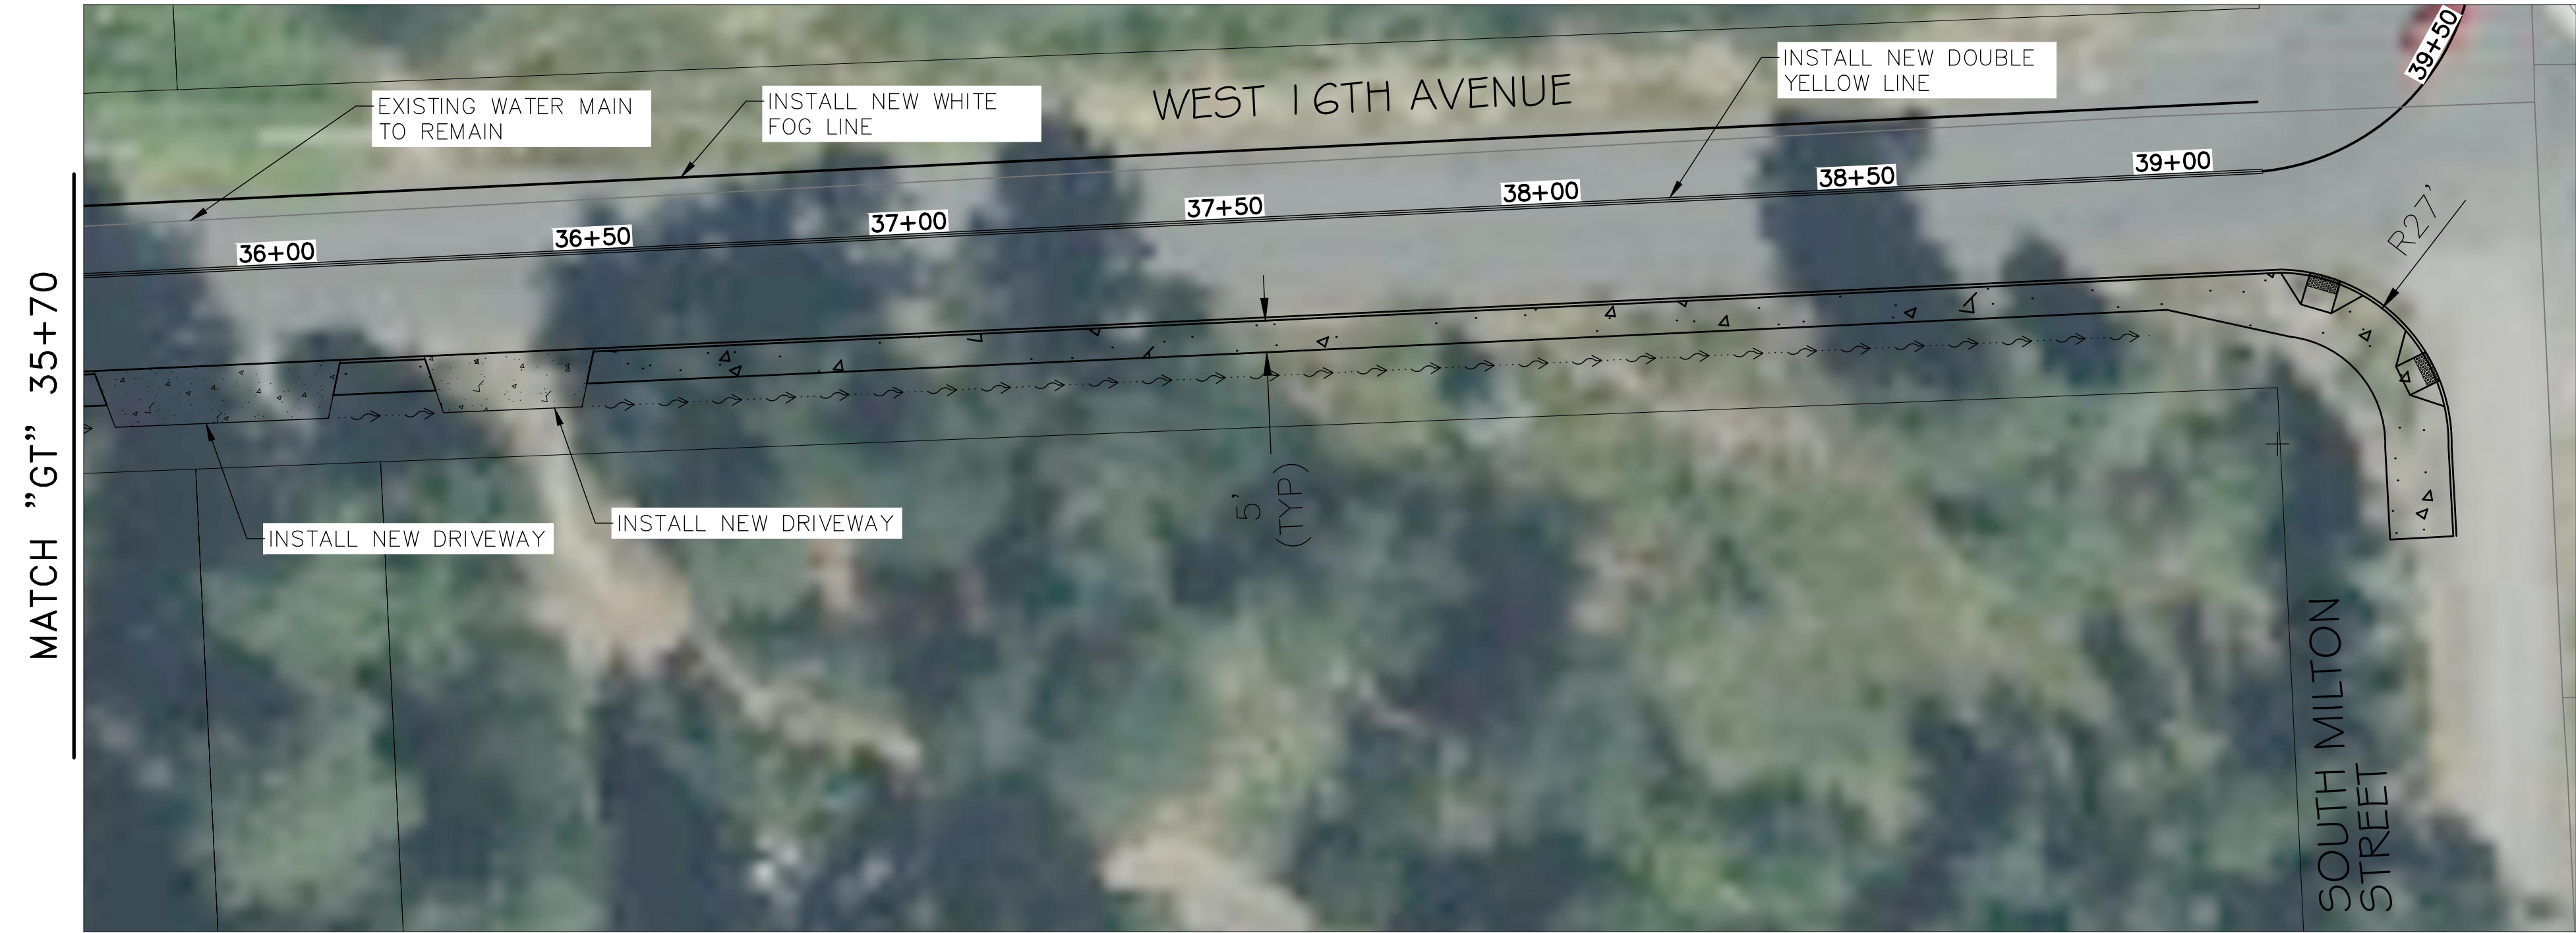 MATCH "GT" 35+70
EXISTING WATER MAIN
TO REMAIN
INSTALL NEW WHITE
FOG LINE
WEST 16TH AVENUE
INSTALL NEW DOUBLE
YELLOW LINE
39+50
36+00
36+50
37+00
37+50
38+00
38+50
39+00
R27'
INSTALL NEW DRIVEWAY
INSTALL NEW DRIVEWAY
5'
(TYP)
SOUTH MILTON
STREET